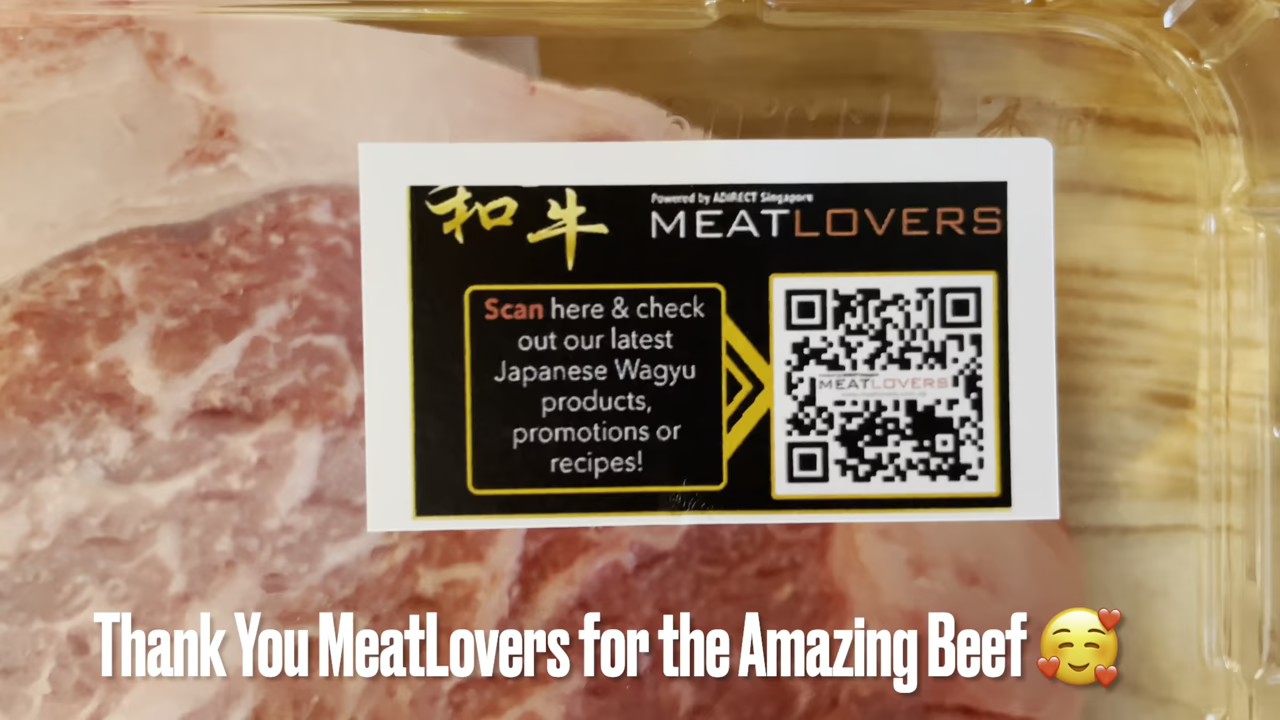 和牛
Powered by ADiRECT Singapore
MEATLOVERS
Scan here & check
out our latest
Japanese Wagyu
products,
promotions or
recipes!
MEATLOVERS
Thank You MeatLovers for the Amazing Beef 🥰